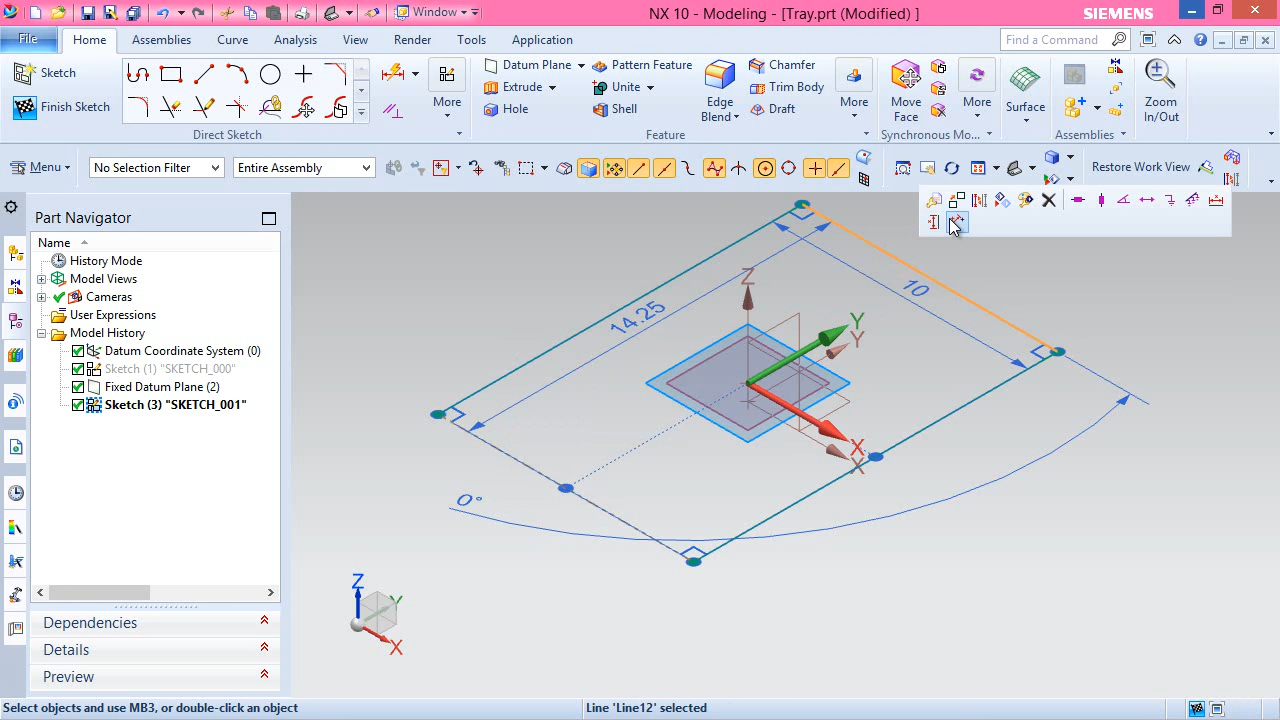 NX 10 - Modeling - [Tray.prt (Modified) ]
SIEMENS
Window
File
Home
Assemblies
Curve
View
Analysis
Render
Tools
Application
Find a Command
Sketch
Finish Sketch
More
Direct Sketch
Datum Plane
Extrude
Hole
Pattern Feature
Unite
Shell
Edge
Blend
Chamfer
Trim Body
Draft
More
Feature
Move
Face
More
Synchronous Mo...
Surface
Assemblies
Zoom
In/Out
Menu
No Selection Filter
Entire Assembly
Restore Work View
Part Navigator
Name
History Mode
Model Views
Cameras
User Expressions
Model History
Datum Coordinate System (0)
Sketch (1) "SKETCH_000"
Fixed Datum Plane (2)
Sketch (3) "SKETCH_001"
Dependencies
Details
Preview
14.25
10
0°
Z
Y
Y
X
X
Z
Y
X
Select objects and use MB3, or double-click an object
Line 'Line12' selected